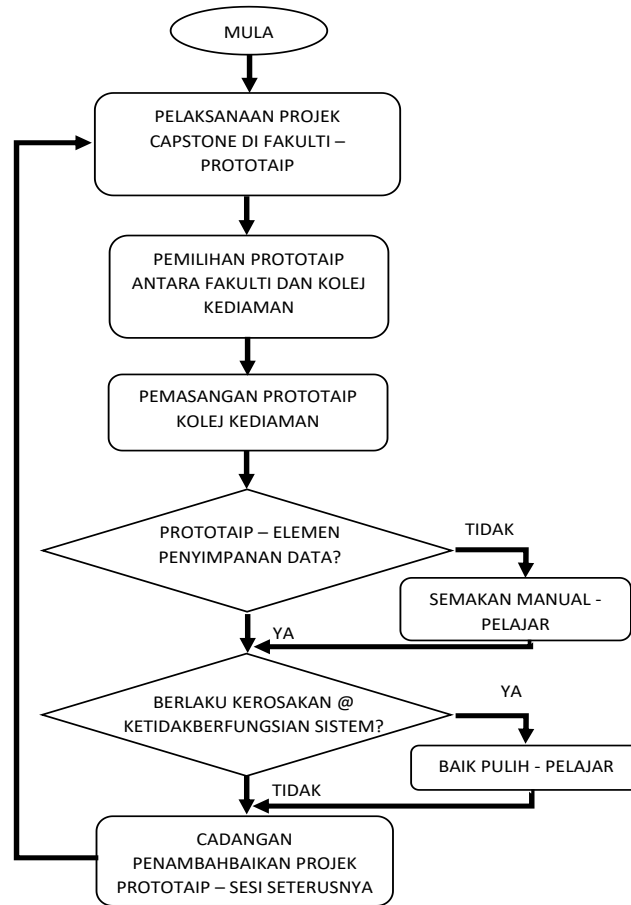 MULA
PELAKSANAAN PROJEK
CAPSTONE DI FAKULTI –
PROTOTAIP
PEMILIHAN PROTOTAIP
ANTARA FAKULTI DAN KOLEJ
KEDIAMAN
PEMASANGAN PROTOTAIP
KOLEJ KEDIAMAN
PROTOTAIP – ELEMEN
PENYIMPANAN DATA?
TIDAK
SEMAKAN MANUAL -
PELAJAR
YA
BERLAKU KEROSAKAN @
KETIDAKBERFUNGSIAN SISTEM?
YA
BAIK PULIH - PELAJAR
TIDAK
CADANGAN
PENAMBAHBAIKAN PROJEK
PROTOTAIP – SESI SETERUSNYA